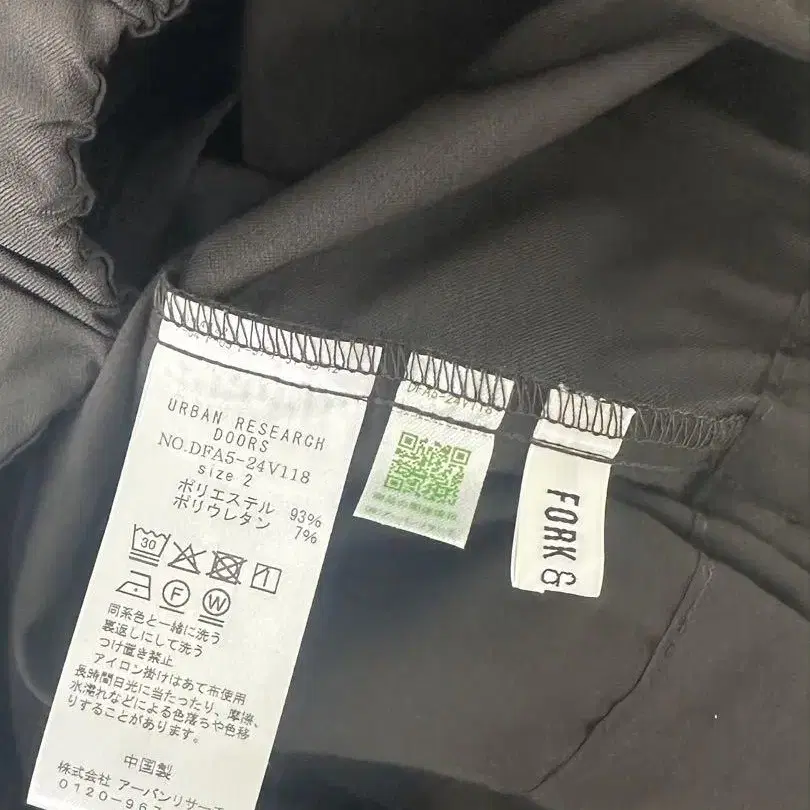 URBAN RESEARCH
DOORS
NO.DFA5-24V118
size 2
ポリエステル 93%
ポリウレタン 7%
30
F
W
同系色と一緒に洗う
裏返しにして洗う
つけ置き禁止
アイロン掛けはあて布使用
長時間日光に当たったり、摩擦、
水濡れなどによる色落ちや色移
りすることがあります。
中国製
株式会社 アーバンリサーチ
0120-96
DFA5-24V118
FORK &